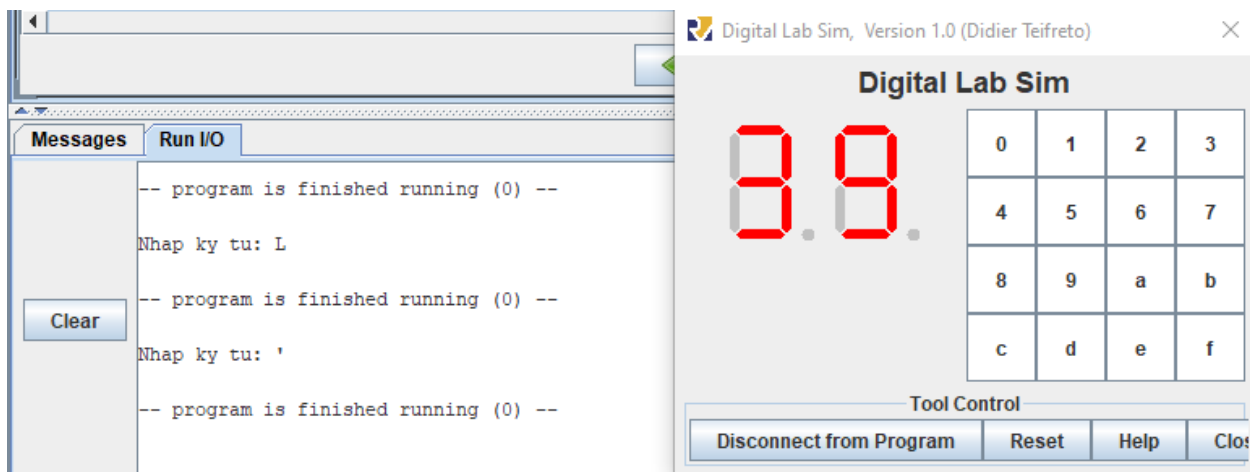 Messages
Run I/O
-- program is finished running (0) --
Nhap ky tu: L
-- program is finished running (0) --
Nhap ky tu: '
-- program is finished running (0) --
Clear
Digital Lab Sim, Version 1.0 (Didier Teifreto)
Digital Lab Sim
39
0 1 2 3
4 5 6 7
8 9 a b
c d e f
Tool Control
Disconnect from Program
Reset
Help
Clos